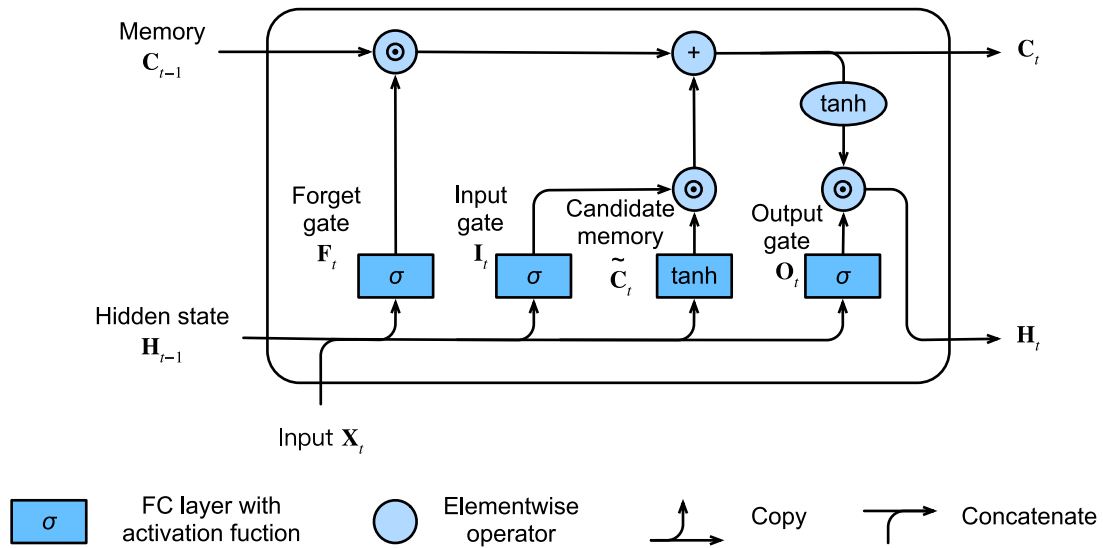 Memory
C_{t−1}
C_t
+
tanh
Forget
gate
F_t
Input
gate
I_t
Candidate
memory
C̃_t
Output
gate
O_t
σ
σ
tanh
σ
Hidden state
H_{t−1}
H_t
Input X_t
σ
FC layer with
activation fuction
Elementwise
operator
Copy
Concatenate